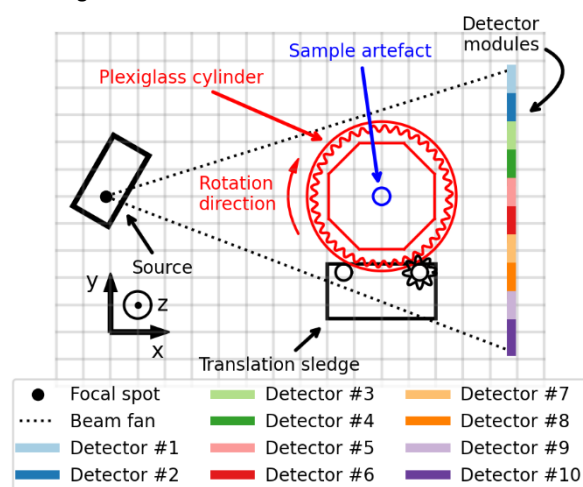 Detector
modules
Sample artefact
Plexiglass cylinder
Rotation
direction
Source
y
z
x
Translation sledge
Focal spot
Beam fan
Detector #1
Detector #2
Detector #3
Detector #4
Detector #5
Detector #6
Detector #7
Detector #8
Detector #9
Detector #10